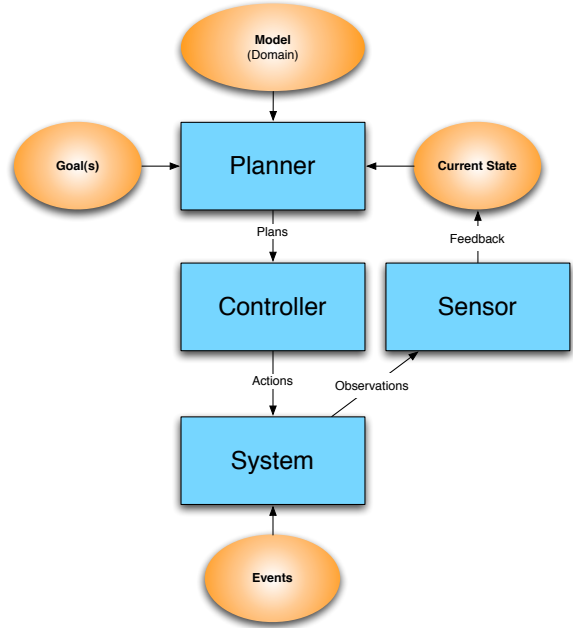 Model
(Domain)
Goal(s)
Planner
Current State
Plans
Feedback
Controller
Sensor
Actions
Observations
System
Events